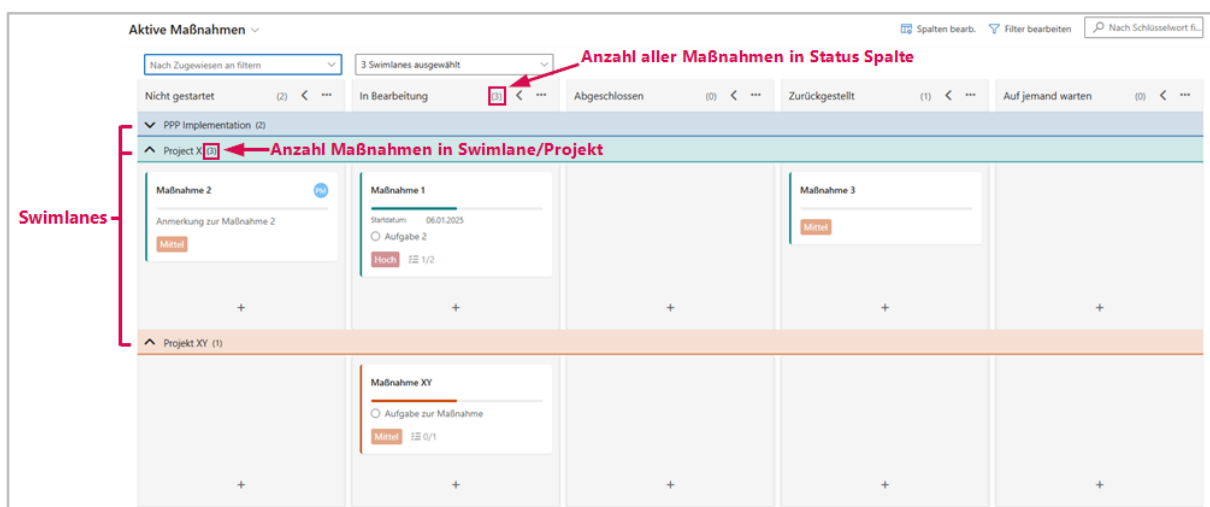 Aktive Maßnahmen
Spalten bearb. Filter bearbeiten Nach Schlüsselwort fi...
Nach Zugewiesen an filtern 3 Swimlanes ausgewählt Anzahl aller Maßnahmen in Status Spalte
Nicht gestartet (2) In Bearbeitung (3) Abgeschlossen (0) Zurückgestellt (1) Auf jemand warten (0)
PPP Implementation (2)
Project X (3) Anzahl Maßnahmen in Swimlane/Projekt
Swimlanes
Maßnahme 2 PM Maßnahme 1 Maßnahme 3
Anmerkung zur Maßnahme 2 Startdatum: 06.01.2025
Mittel Aufgabe 2 Mittel
Hoch 1/2
+ + + + +
Projekt XY (1)
Maßnahme XY
Aufgabe zur Maßnahme
Mittel 0/1
+ + + + +